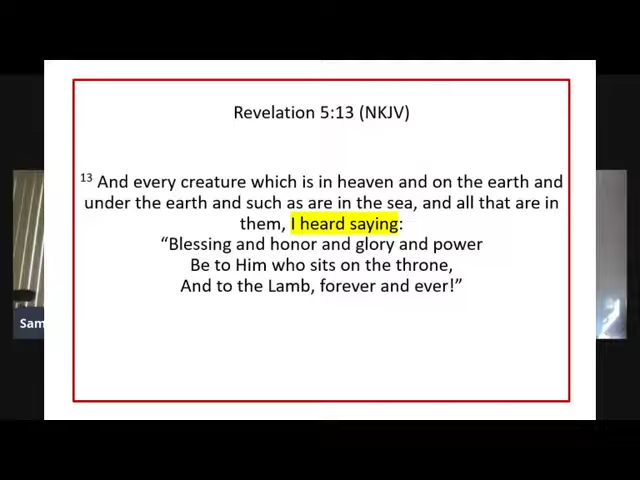 Revelation 5:13 (NKJV)
13 And every creature which is in heaven and on the earth and
under the earth and such as are in the sea, and all that are in
them, I heard saying:
“Blessing and honor and glory and power
Be to Him who sits on the throne,
And to the Lamb, forever and ever!”
Sam